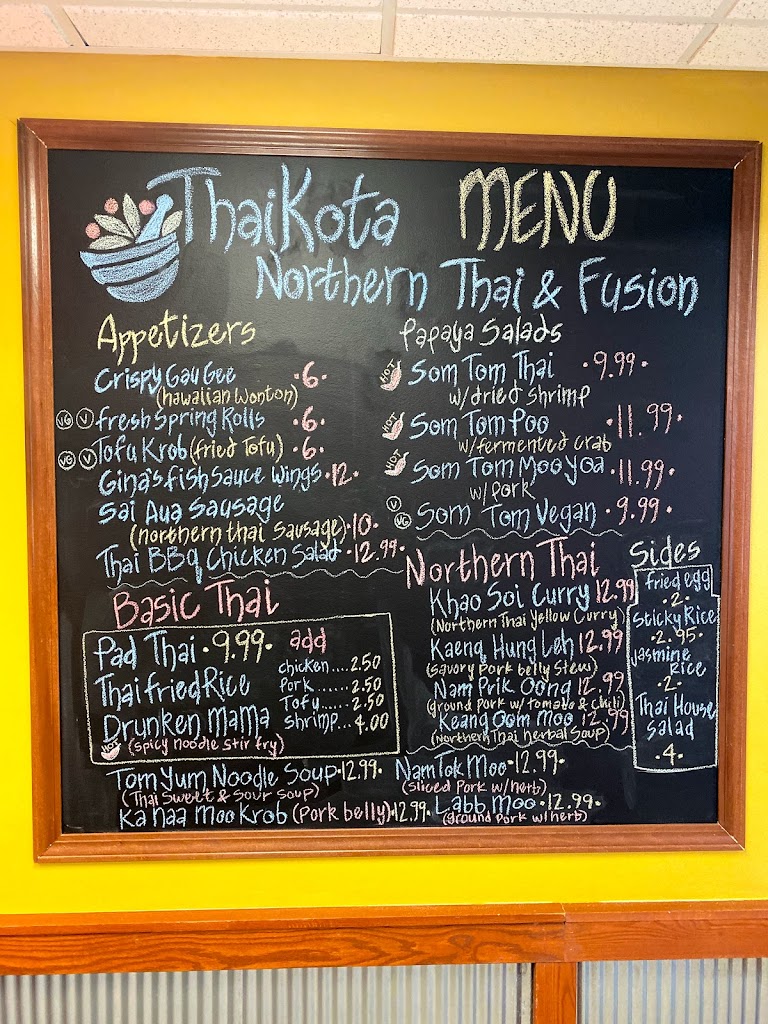 ThaiKota MENU
Northern Thai & Fusion
Appetizers
Crispy Gau Gee •6•
(hawaiian wonton)
VG V fresh Spring Rolls •6•
VG V Tofu Krob (fried Tofu) •6
Gina's fish Sauce Wings •12•
Sai Aua Sausage
(northern thai Sausage) •10•
Thai BBq Chicken Salad •12.99•
Papaya Salads
HOT Som Tom Thai •9.99•
w/dried shrimp
HOT Som Tom Poo •11.99•
w/fermented crab
HOT Som Tom Moo yoa •11.99•
w/pork
V VG Som Tom Vegan •9.99•
Basic Thai
Pad Thai •9.99•
Thai fried Rice
Drunken Mama
HOT (spicy noodle stir fry)
add
chicken....2.50
Pork.......2.50
Tofu......2.50
Shrimp...4.00
Northern Thai
Khao Soi Curry 12.99
(Northern Thai Yellow Curry)
Kaeng Hung Leh 12.99
(savory pork belly stew)
Nam Prik Oong 12.99
(ground pork w/ tomato & chili)
Keang Oom Moo 12.99
(Northern Thai herbal Soup)
Sides
fried egg
•2•
Sticky Rice
•2.95•
Jasmine
Rice
•2•
Thai House
Salad
•4•
Tom Yum Noodle Soup •12.99•
(Thai Sweet & Sour Soup)
Ka Naa Moo Krob (Pork belly) •12.99•
Nam Tok Moo •12.99•
(Sliced Pork w/herb)
Labb Moo •12.99•
(ground Pork w/herb)